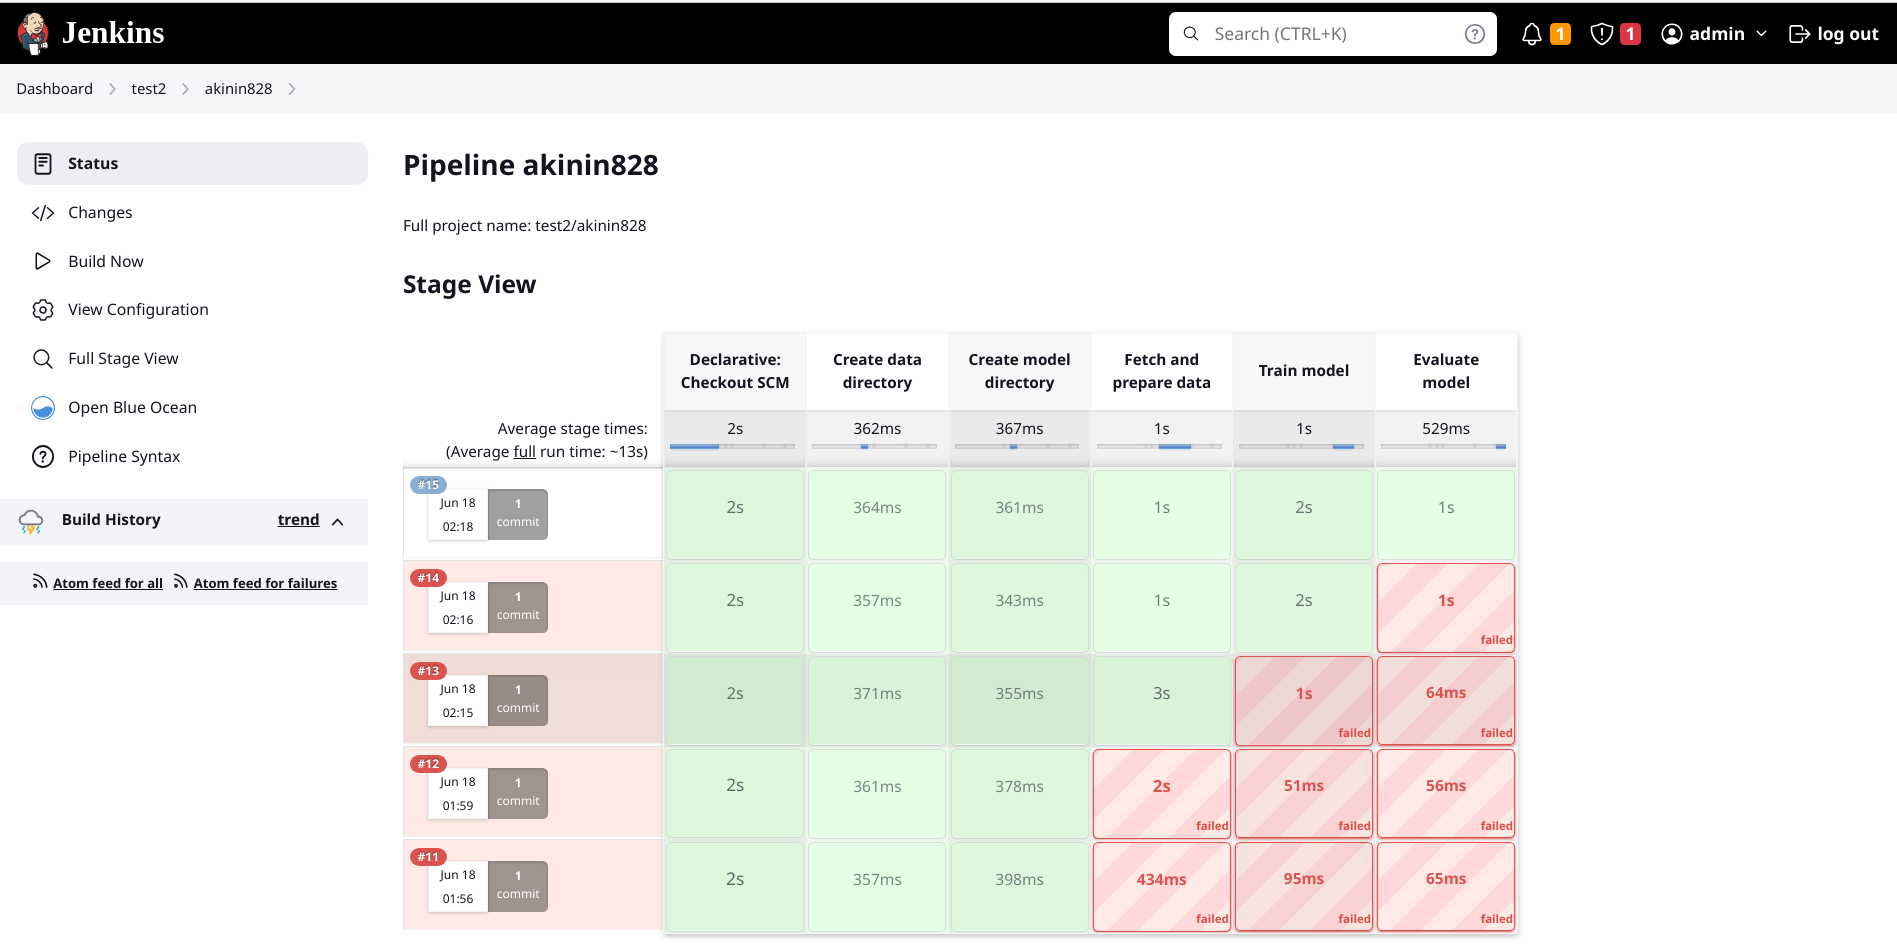 Jenkins
Search (CTRL+K)
1
1
admin
log out
Dashboard
test2
akinin828
Status
Changes
Build Now
View Configuration
Full Stage View
Open Blue Ocean
Pipeline Syntax
Build History
trend
Atom feed for all
Atom feed for failures
Pipeline akinin828
Full project name: test2/akinin828
Stage View
Declarative:
Checkout SCM
Create data
directory
Create model
directory
Fetch and
prepare data
Train model
Evaluate
model
Average stage times:
(Average full run time: ~13s)
2s
362ms
367ms
1s
1s
529ms
#15
Jun 18
02:18
1
commit
2s
364ms
361ms
1s
2s
1s
#14
Jun 18
02:16
1
commit
2s
357ms
343ms
1s
2s
1s
failed
#13
Jun 18
02:15
1
commit
2s
371ms
355ms
3s
1s
failed
64ms
failed
#12
Jun 18
01:59
1
commit
2s
361ms
378ms
2s
failed
51ms
failed
56ms
failed
#11
Jun 18
01:56
1
commit
2s
357ms
398ms
434ms
failed
95ms
failed
65ms
failed